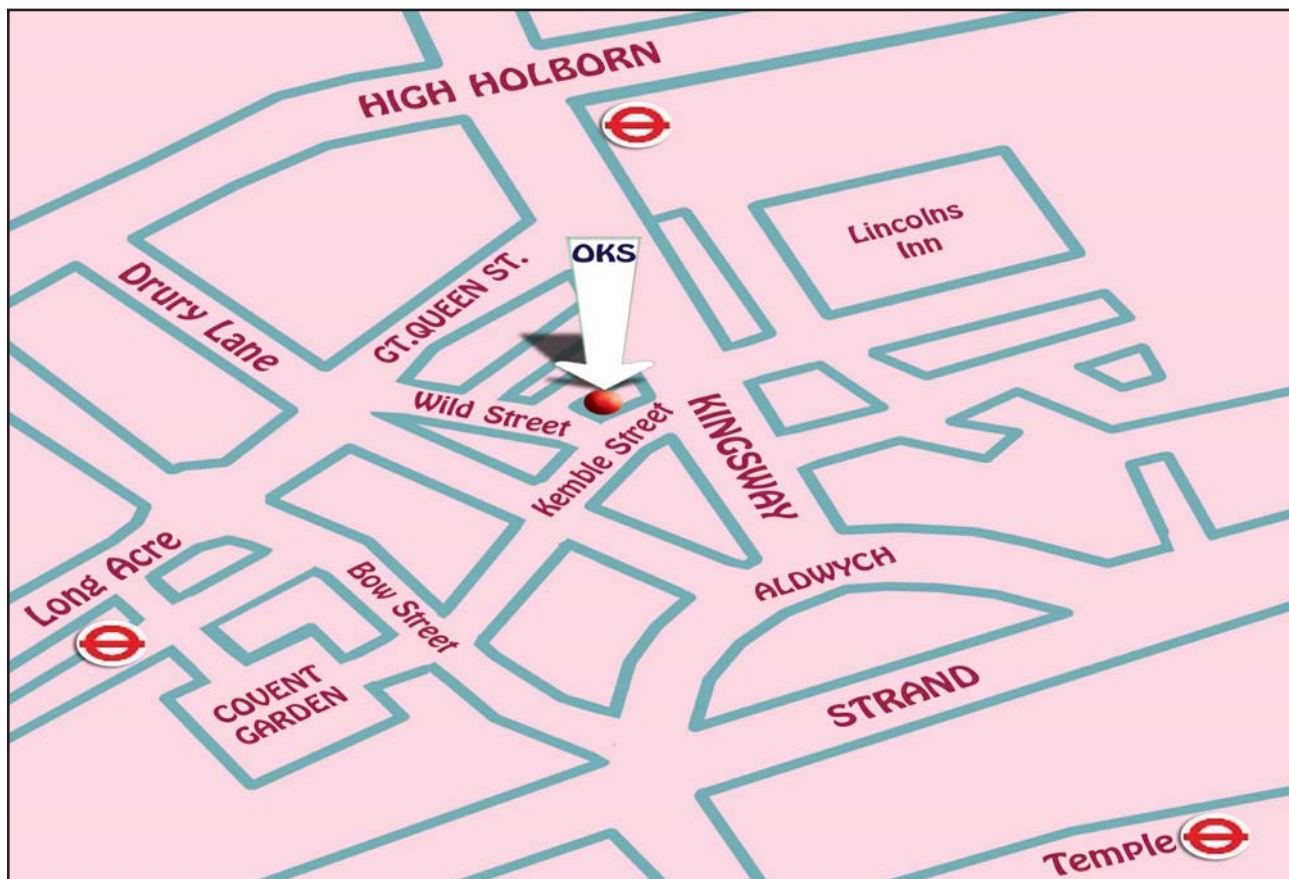 HIGH HOLBORN
Lincolns
Inn
OKS
Drury Lane
GT.QUEEN ST.
Wild Street
Kemble Street
KINGSWAY
Long Acre
Bow Street
ALDWYCH
COVENT
GARDEN
STRAND
Temple